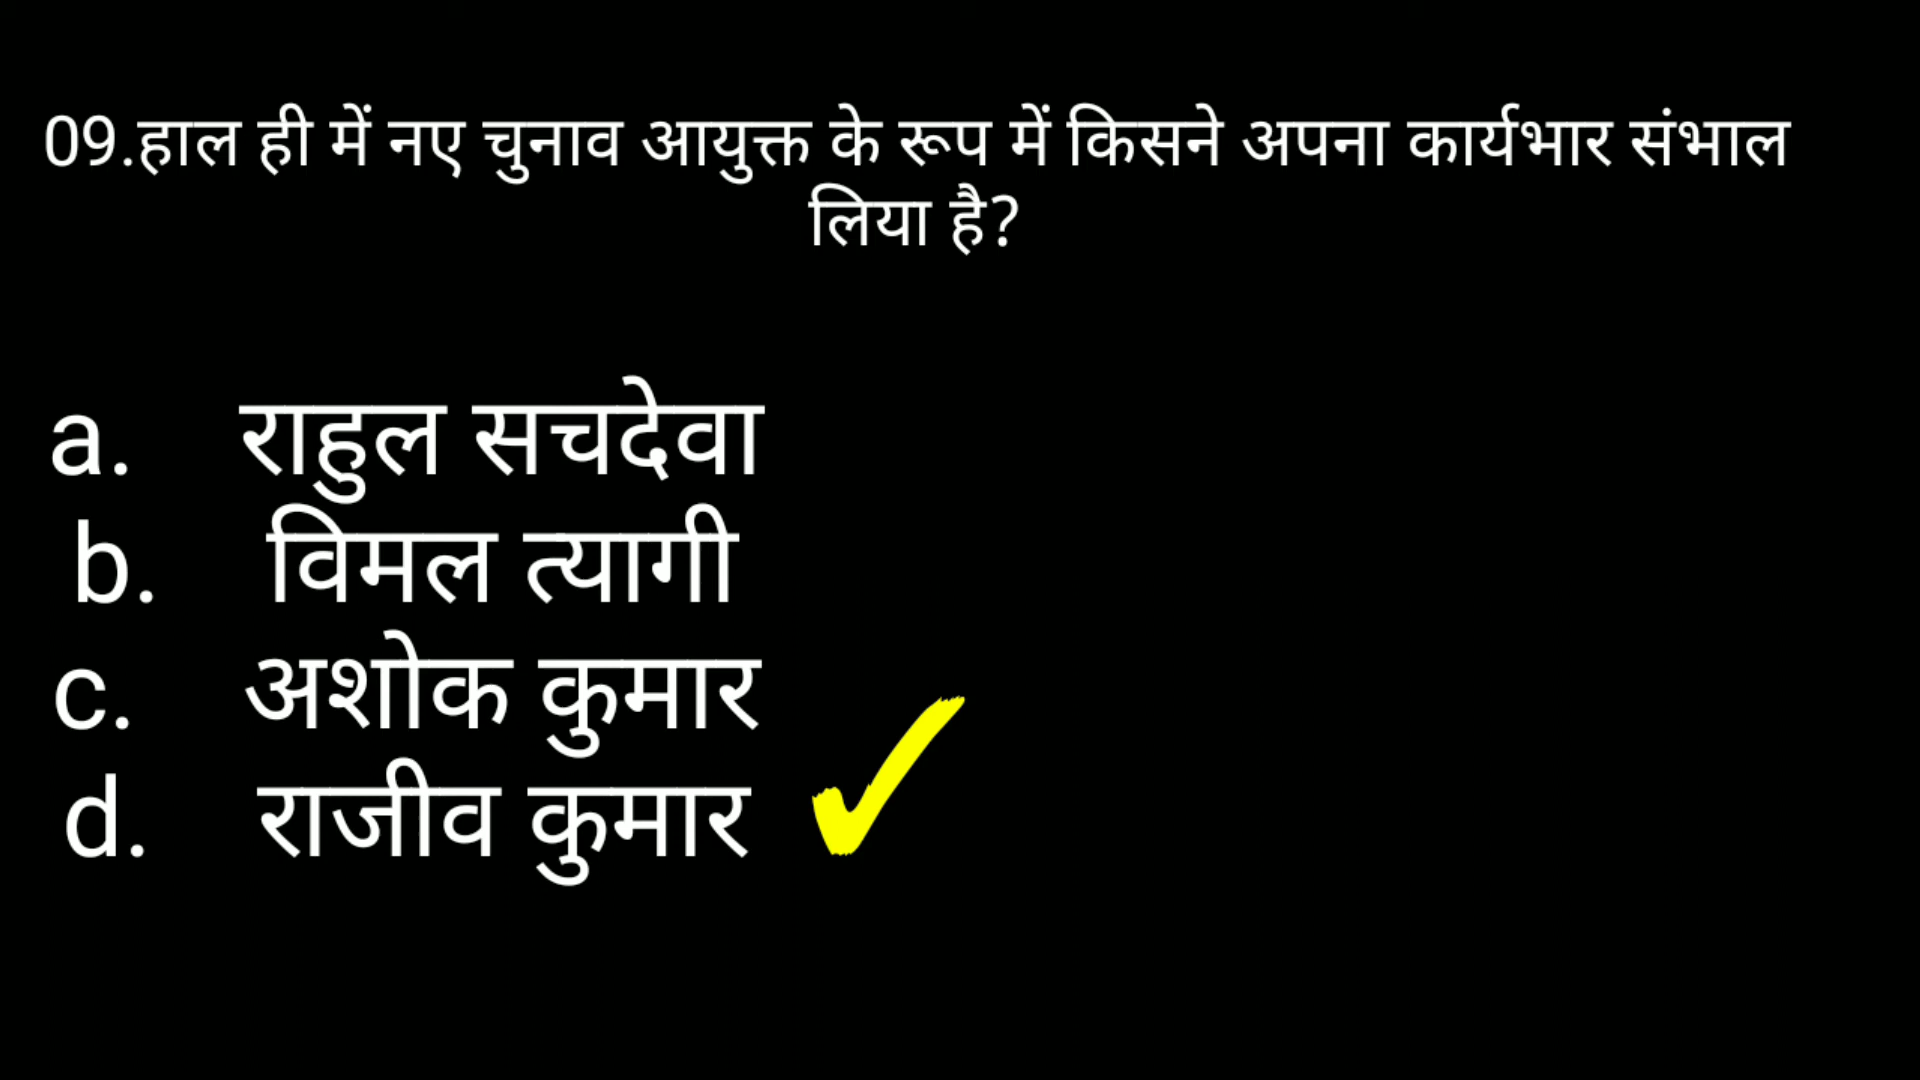 09.हाल ही में नए चुनाव आयुक्त के रूप में किसने अपना कार्यभार संभाल
लिया है?
a. राहुल सचदेवा
b. विमल त्यागी
c. अशोक कुमार
d. राजीव कुमार